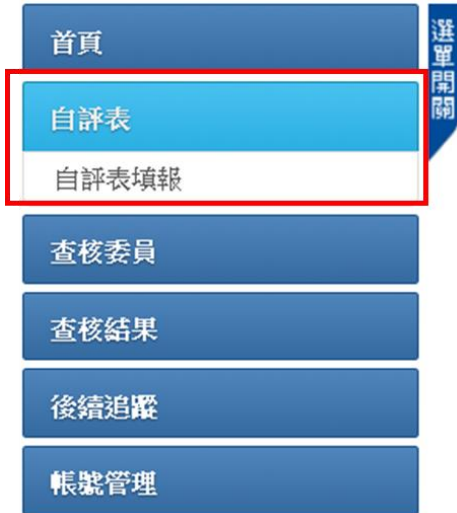 首頁
選單開關
自評表
自評表填報
查核委員
查核結果
後續追蹤
帳號管理